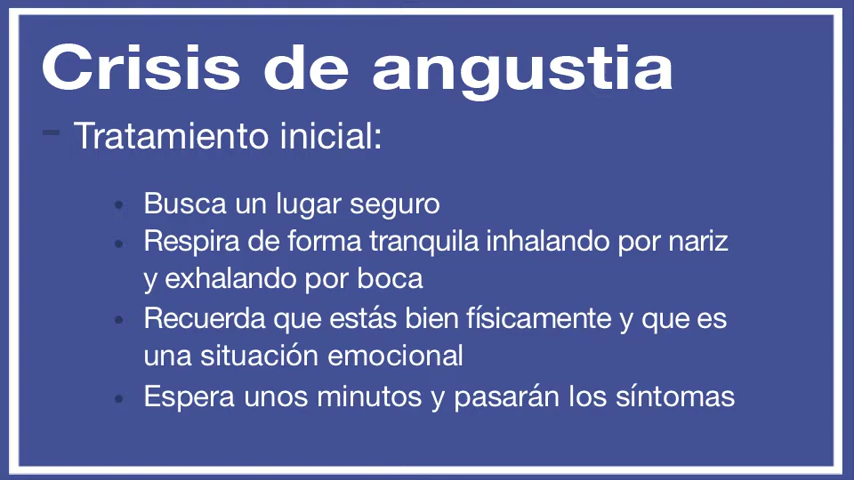 Crisis de angustia
- Tratamiento inicial:
• Busca un lugar seguro
• Respira de forma tranquila inhalando por nariz
y exhalando por boca
• Recuerda que estás bien físicamente y que es
una situación emocional
• Espera unos minutos y pasarán los síntomas